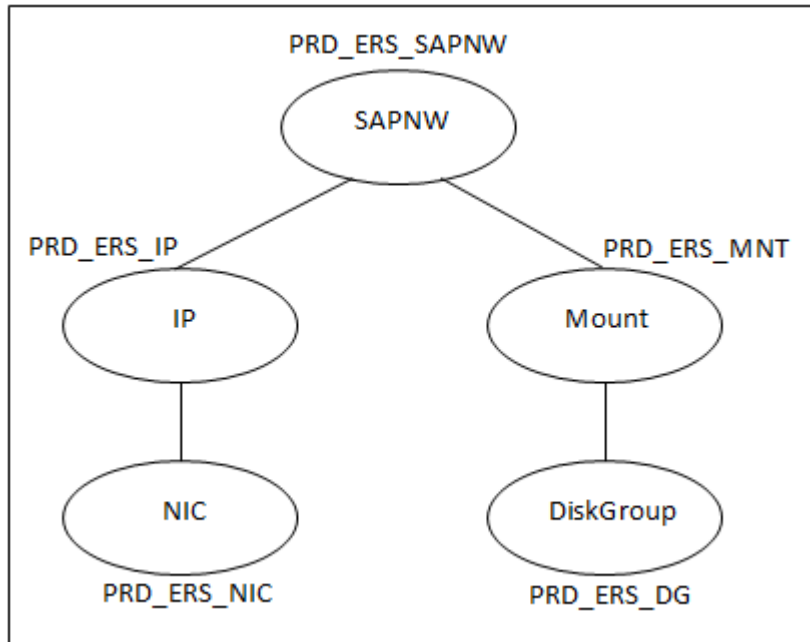 PRD_ERS_SAPNW
SAPNW
PRD_ERS_IP
PRD_ERS_MNT
IP
Mount
NIC
DiskGroup
PRD_ERS_NIC
PRD_ERS_DG